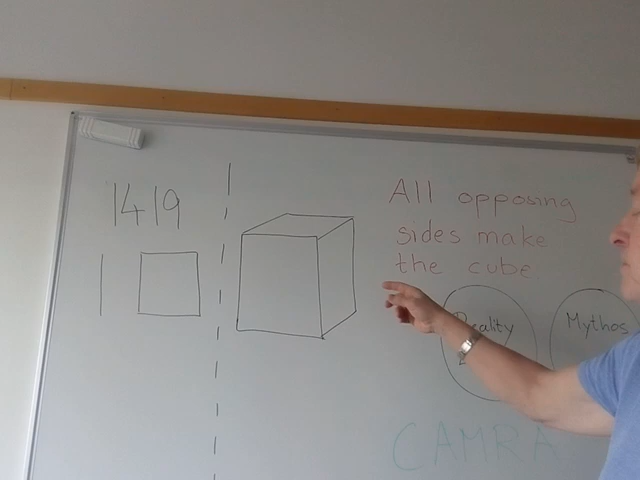 1419
All opposing
sides make
the cube
Reality
Mythos
CAMRA